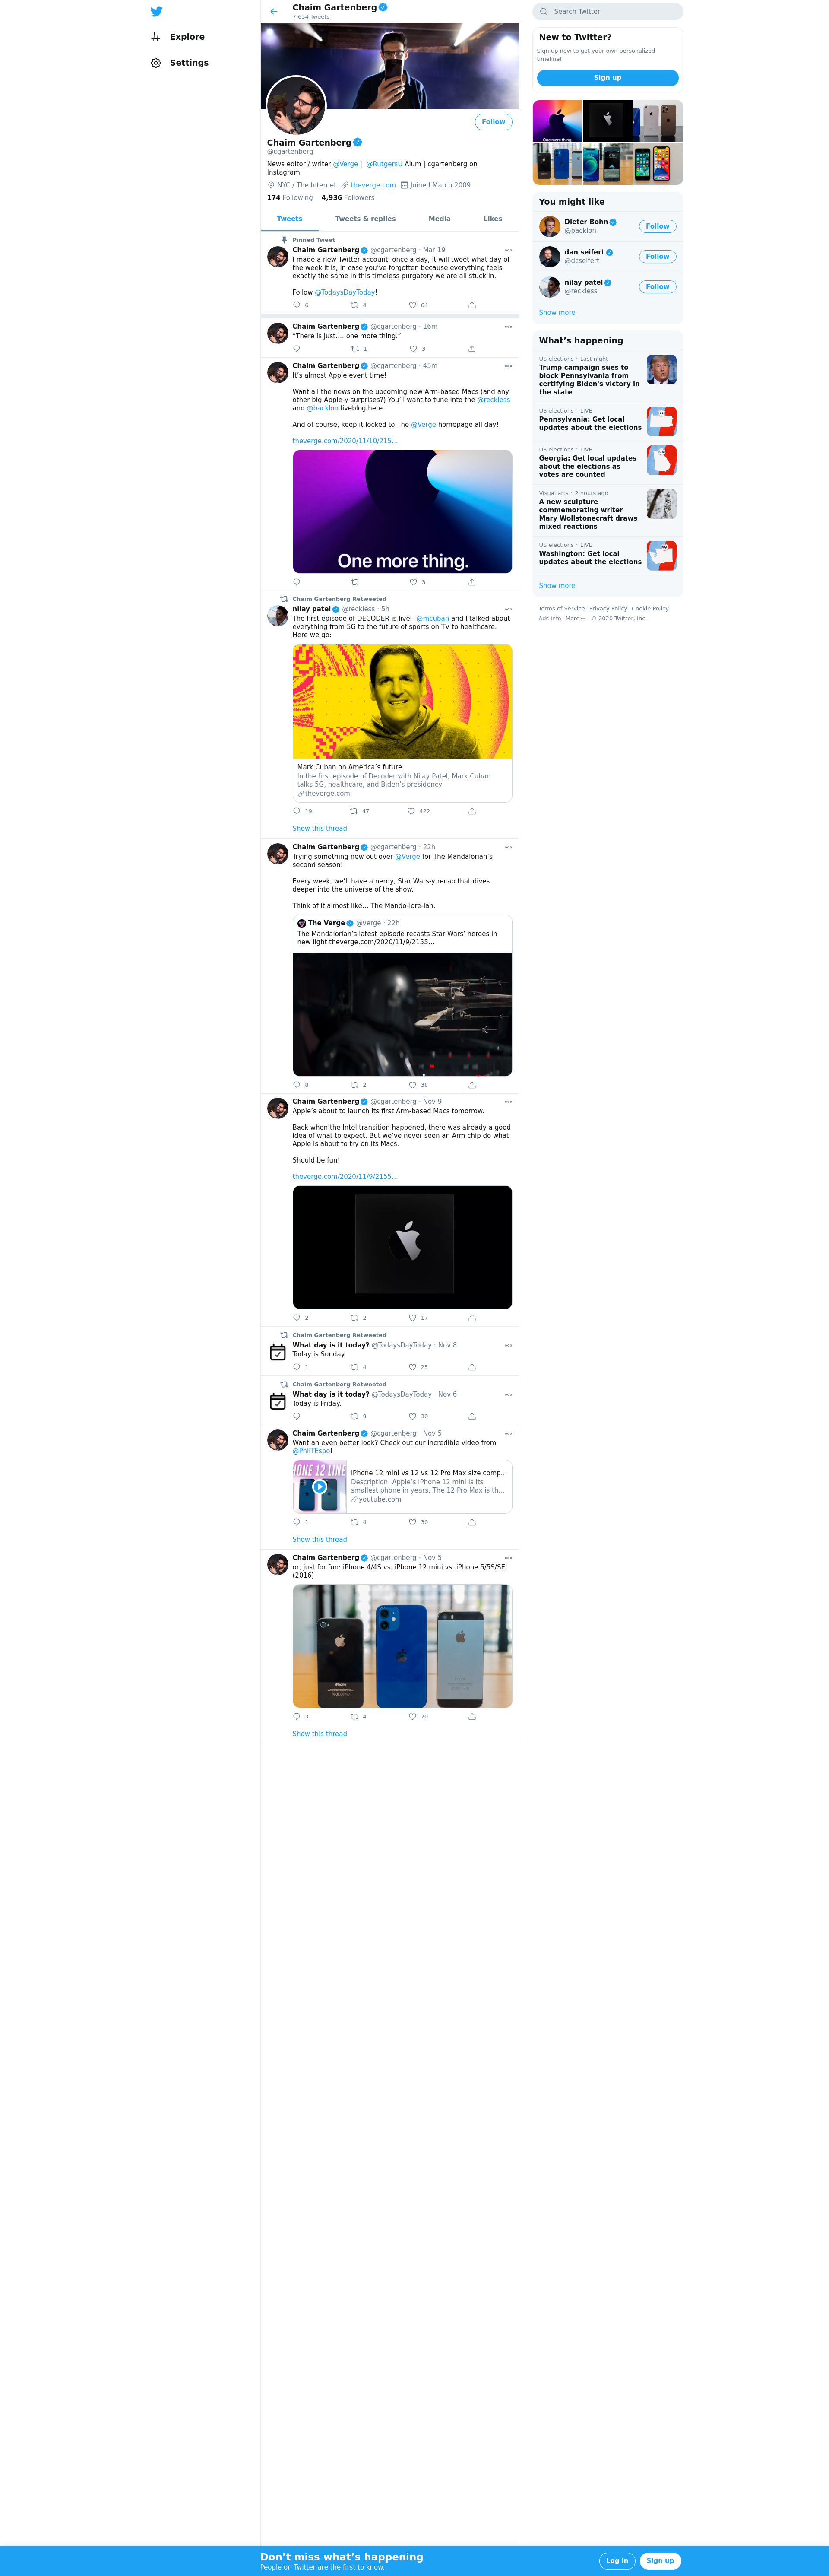 Explore
Settings
Chaim Gartenberg
7,634 Tweets
Follow
Chaim Gartenberg
@cgartenberg
News editor / writer @Verge | @RutgersU Alum | cgartenberg on
Instagram
NYC / The Internet theverge.com Joined March 2009
174 Following 4,936 Followers
Tweets Tweets & replies Media Likes
Pinned Tweet
Chaim Gartenberg @cgartenberg · Mar 19
I made a new Twitter account: once a day, it will tweet what day of
the week it is, in case you’ve forgotten because everything feels
exactly the same in this timeless purgatory we are all stuck in.
Follow @TodaysDayToday!
6 4 64
Chaim Gartenberg @cgartenberg · 16m
“There is just.... one more thing.”
1 3
Chaim Gartenberg @cgartenberg · 45m
It’s almost Apple event time!
Want all the news on the upcoming new Arm-based Macs (and any
other big Apple-y surprises?) You’ll want to tune into the @reckless
and @backlon liveblog here.
And of course, keep it locked to The @Verge homepage all day!
theverge.com/2020/11/10/215…
One more thing.
3
Chaim Gartenberg Retweeted
nilay patel @reckless · 5h
The first episode of DECODER is live - @mcuban and I talked about
everything from 5G to the future of sports on TV to healthcare.
Here we go:
Mark Cuban on America’s future
In the first episode of Decoder with Nilay Patel, Mark Cuban
talks 5G, healthcare, and Biden’s presidency
theverge.com
19 47 422
Show this thread
Chaim Gartenberg @cgartenberg · 22h
Trying something new out over @Verge for The Mandalorian’s
second season!
Every week, we’ll have a nerdy, Star Wars-y recap that dives
deeper into the universe of the show.
Think of it almost like... The Mando-lore-ian.
The Verge @verge · 22h
The Mandalorian’s latest episode recasts Star Wars’ heroes in
new light theverge.com/2020/11/9/2155…
8 2 38
Chaim Gartenberg @cgartenberg · Nov 9
Apple’s about to launch its first Arm-based Macs tomorrow.
Back when the Intel transition happened, there was already a good
idea of what to expect. But we’ve never seen an Arm chip do what
Apple is about to try on its Macs.
Should be fun!
theverge.com/2020/11/9/2155…
2 2 17
Chaim Gartenberg Retweeted
What day is it today? @TodaysDayToday · Nov 8
Today is Sunday.
1 4 25
Chaim Gartenberg Retweeted
What day is it today? @TodaysDayToday · Nov 6
Today is Friday.
9 30
Chaim Gartenberg @cgartenberg · Nov 5
Want an even better look? Check out our incredible video from
@PhilTEspo!
HONE 12 LINE
iPhone 12 mini vs 12 vs 12 Pro Max size comp…
Description: Apple’s iPhone 12 mini is its
smallest phone in years. The 12 Pro Max is th…
youtube.com
1 4 30
Show this thread
Chaim Gartenberg @cgartenberg · Nov 5
or, just for fun: iPhone 4/4S vs. iPhone 12 mini vs. iPhone 5/5S/SE
(2016)
iPhone
3 4 20
Show this thread
Search Twitter
New to Twitter?
Sign up now to get your own personalized
timeline!
Sign up
One more thing
You might like
Dieter Bohn
@backlon
Follow
dan seifert
@dcseifert
Follow
nilay patel
@reckless
Follow
Show more
What’s happening
US elections · Last night
Trump campaign sues to
block Pennsylvania from
certifying Biden's victory in
the state
US elections · LIVE
Pennsylvania: Get local
updates about the elections
US elections · LIVE
Georgia: Get local updates
about the elections as
votes are counted
Visual arts · 2 hours ago
A new sculpture
commemorating writer
Mary Wollstonecraft draws
mixed reactions
US elections · LIVE
Washington: Get local
updates about the elections
Show more
Terms of Service Privacy Policy Cookie Policy
Ads info More © 2020 Twitter, Inc.
Don’t miss what’s happening
People on Twitter are the first to know.
Log in
Sign up